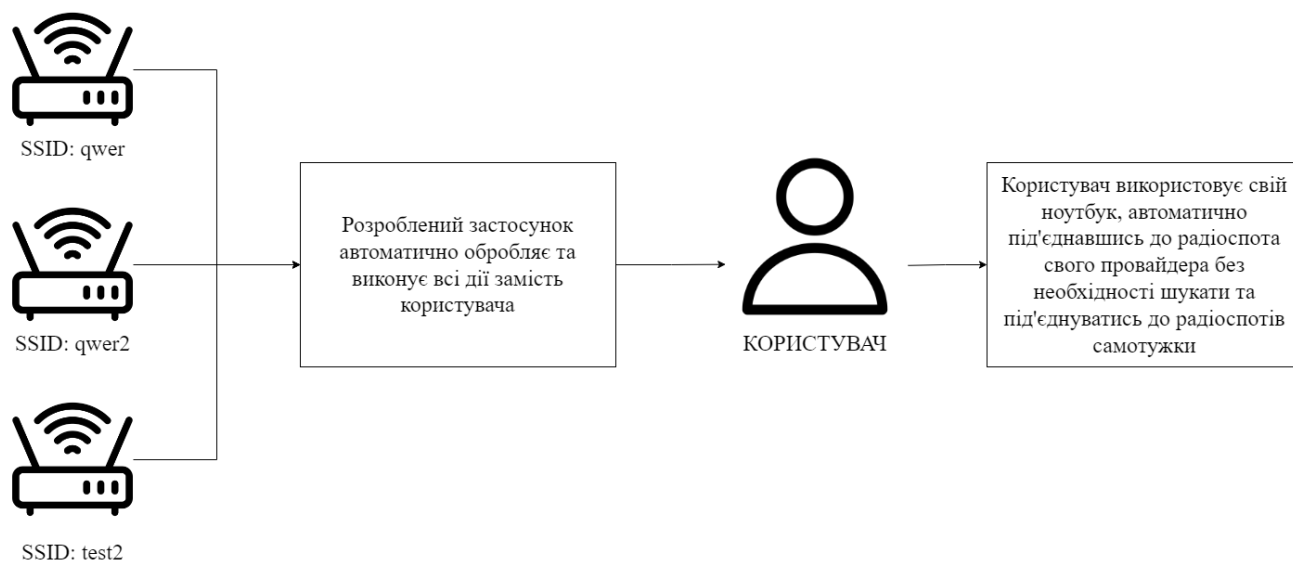 SSID: qwer
SSID: qwer2
SSID: test2
Розроблений застосунок
автоматично обробляє та
виконує всі дії замість
користувача
КОРИСТУВАЧ
Користувач використовує свій
ноутбук, автоматично
під'єднавшись до радіоспота
свого провайдера без
необхідності шукати та
під'єднуватись до радіоспотів
самотужки